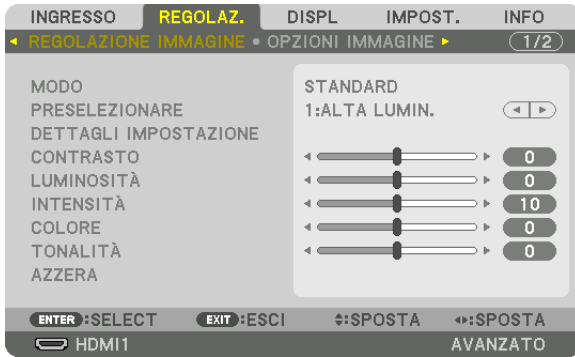 INGRESSO REGOLAZ. DISPL IMPOST. INFO
REGOLAZIONE IMMAGINE • OPZIONI IMMAGINE 1/2
MODO STANDARD
PRESELEZIONARE 1:ALTA LUMIN.
DETTAGLI IMPOSTAZIONE
CONTRASTO 0
LUMINOSITÀ 0
INTENSITÀ 10
COLORE 0
TONALITÀ 0
AZZERA
ENTER :SELECT EXIT :ESCI :SPOSTA :SPOSTA
HDMI1 AVANZATO